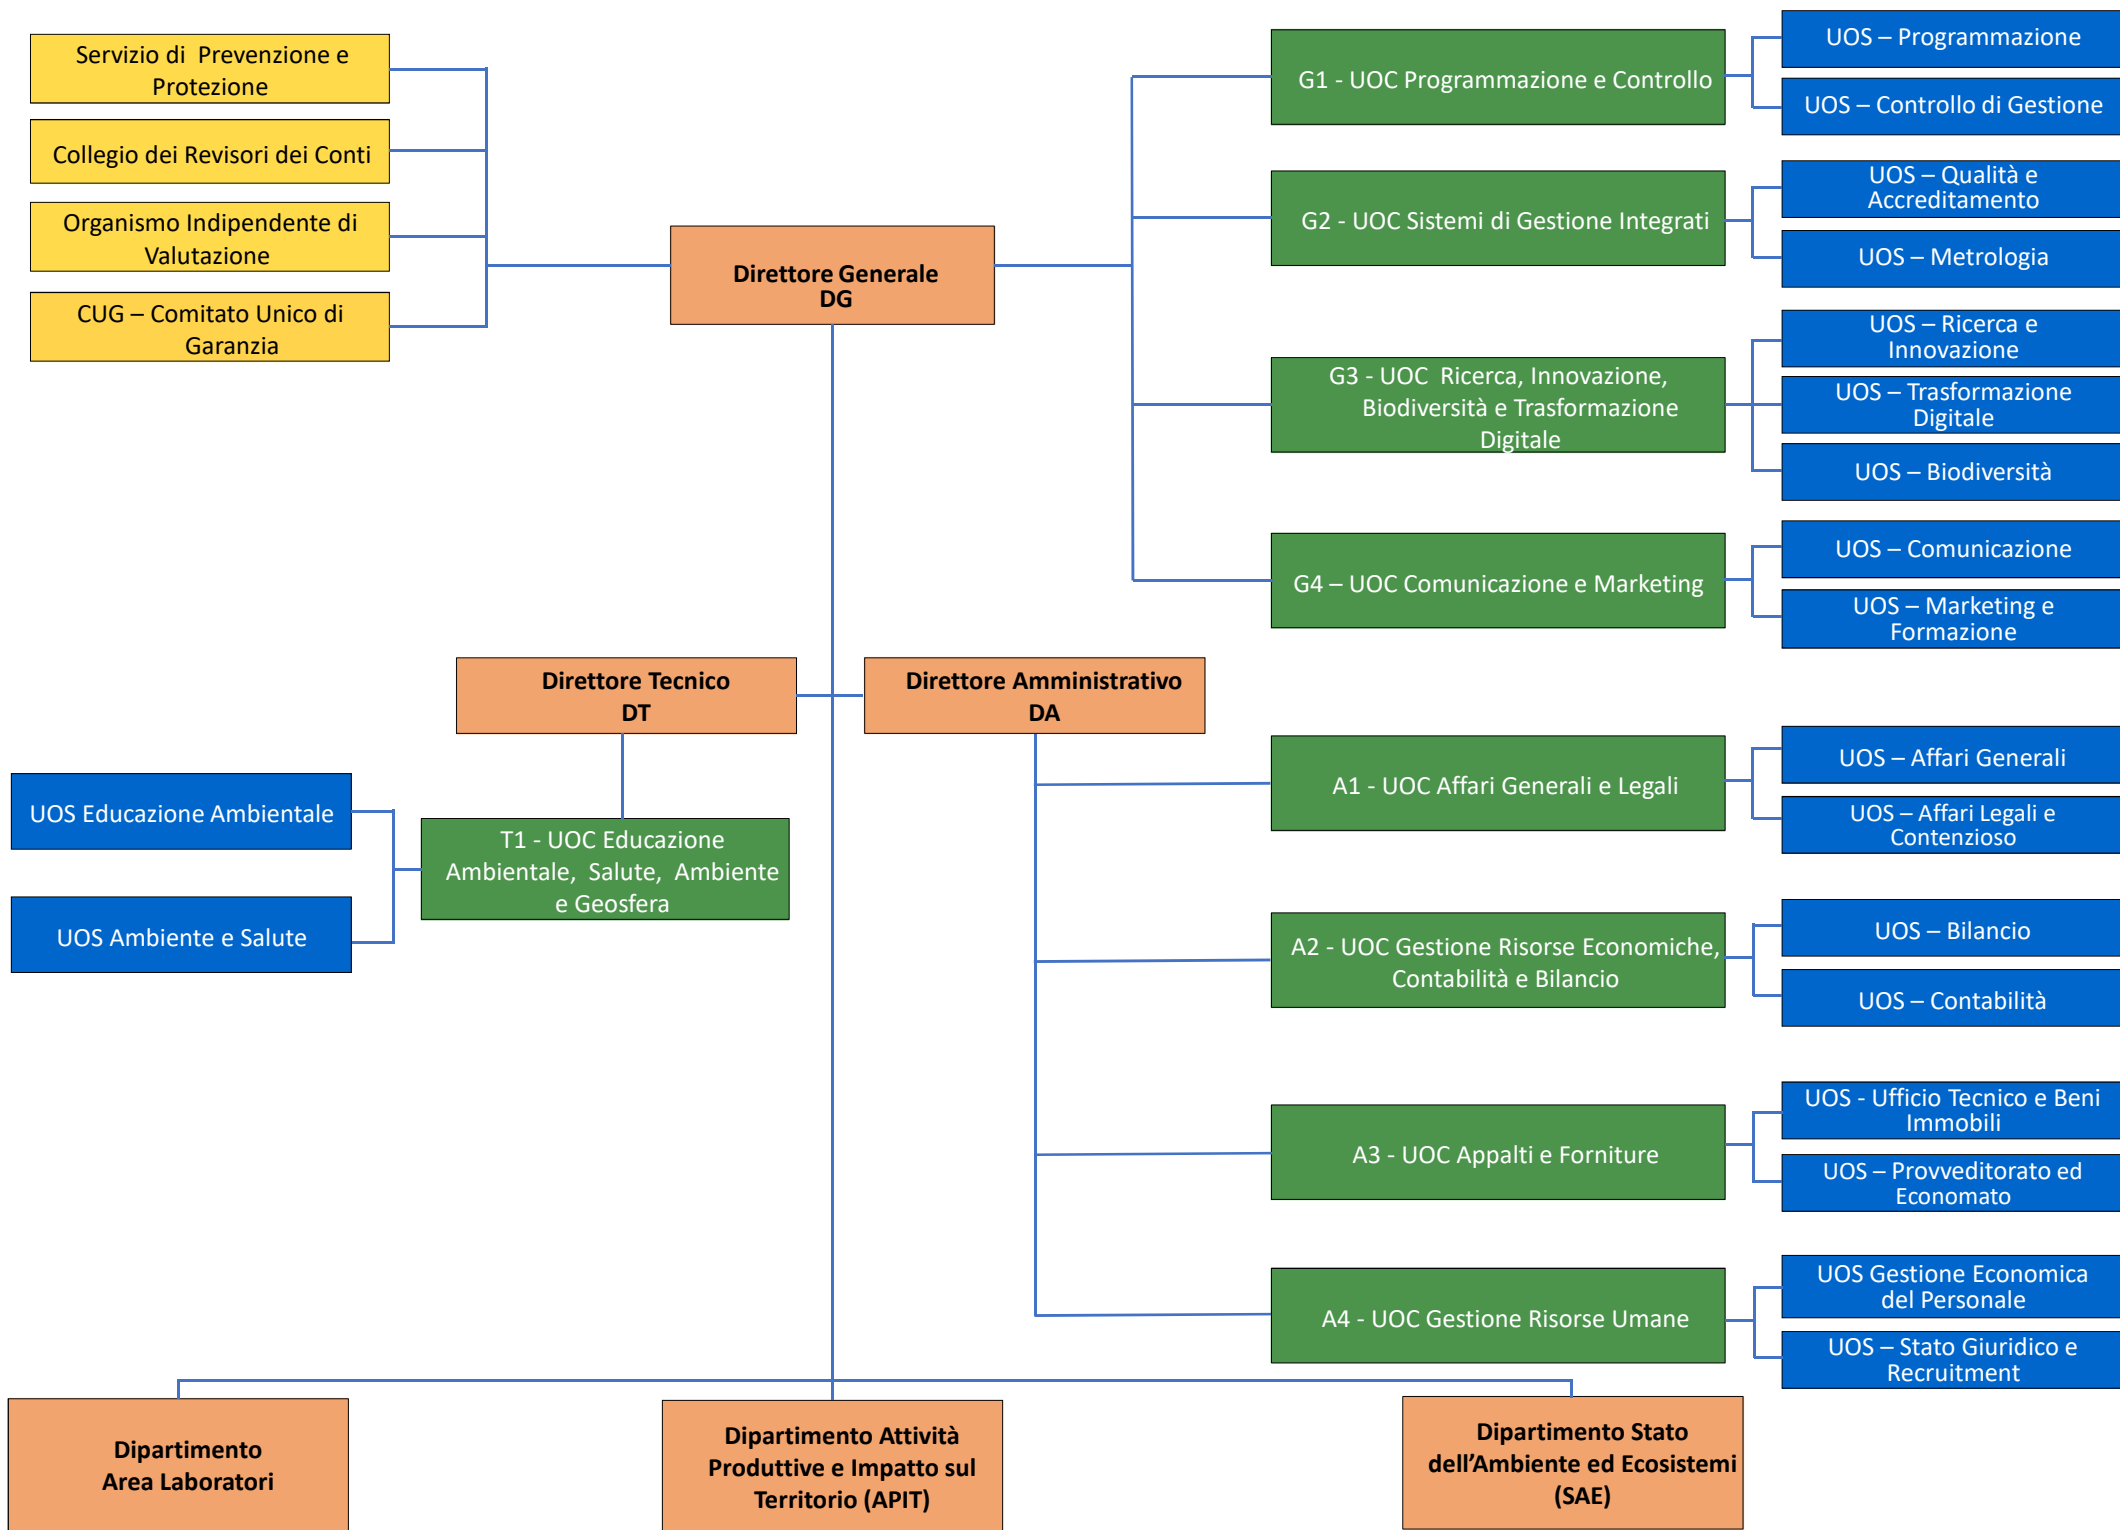 Servizio di Prevenzione e
Protezione
Collegio dei Revisori dei Conti
Organismo Indipendente di
Valutazione
CUG – Comitato Unico di
Garanzia
Direttore Generale
DG
G1 - UOC Programmazione e Controllo
UOS – Programmazione
UOS – Controllo di Gestione
G2 - UOC Sistemi di Gestione Integrati
UOS – Qualità e
Accreditamento
UOS – Metrologia
G3 - UOC Ricerca, Innovazione,
Biodiversità e Trasformazione
Digitale
UOS – Ricerca e
Innovazione
UOS – Trasformazione
Digitale
UOS – Biodiversità
G4 – UOC Comunicazione e Marketing
UOS – Comunicazione
UOS – Marketing e
Formazione
Direttore Tecnico
DT
Direttore Amministrativo
DA
UOS Educazione Ambientale
UOS Ambiente e Salute
T1 - UOC Educazione
Ambientale, Salute, Ambiente
e Geosfera
A1 - UOC Affari Generali e Legali
UOS – Affari Generali
UOS – Affari Legali e
Contenzioso
A2 - UOC Gestione Risorse Economiche,
Contabilità e Bilancio
UOS – Bilancio
UOS – Contabilità
A3 - UOC Appalti e Forniture
UOS - Ufficio Tecnico e Beni
Immobili
UOS – Provveditorato ed
Economato
A4 - UOC Gestione Risorse Umane
UOS Gestione Economica
del Personale
UOS – Stato Giuridico e
Recruitment
Dipartimento
Area Laboratori
Dipartimento Attività
Produttive e Impatto sul
Territorio (APIT)
Dipartimento Stato
dell’Ambiente ed Ecosistemi
(SAE)